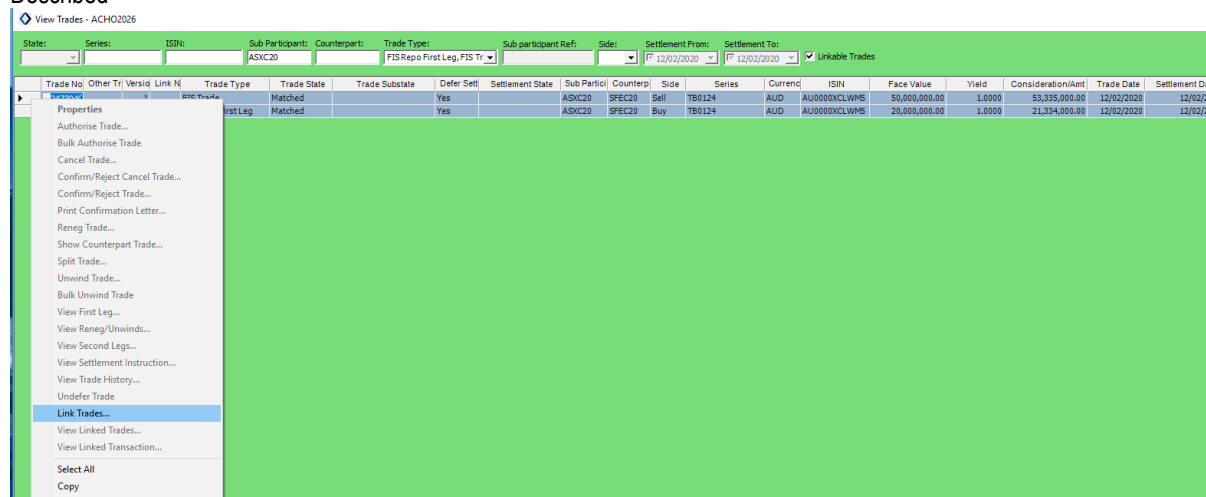 Described
View Trades - ACHO2026
State: Series: ISIN: Sub Participant: Counterpart: Trade Type: Sub participant Ref: Side: Settlement From: Settlement To:
ASXC20 FIS Repo First Leg, FIS Tr 12/02/2020 12/02/2020 Linkable Trades
Trade No Other Tr Versio Link N Trade Type Trade State Trade Substate Defer Sett Settlement State Sub Partici Counterp Side Series Currenc ISIN Face Value Yield Consideration/Amt Trade Date Settlement D
1 FIS Trade Matched Yes ASXC20 SFEC20 Sell TB0124 AUD AU0000XCLWM5 50,000,000.00 1.0000 53,335,000.00 12/02/2020 12/02/2
irst Leg Matched Yes ASXC20 SFEC20 Buy TB0124 AUD AU0000XCLWM5 20,000,000.00 1.0000 21,334,000.00 12/02/2020 12/02/2
Properties
Authorise Trade...
Bulk Authorise Trade
Cancel Trade...
Confirm/Reject Cancel Trade...
Confirm/Reject Trade...
Print Confirmation Letter...
Reneg Trade...
Show Counterpart Trade...
Split Trade...
Unwind Trade...
Bulk Unwind Trade
View First Leg...
View Reneg/Unwinds...
View Second Legs...
View Settlement Instruction...
View Trade History...
Undefer Trade
Link Trades...
View Linked Trades...
View Linked Transaction...
Select All
Copy